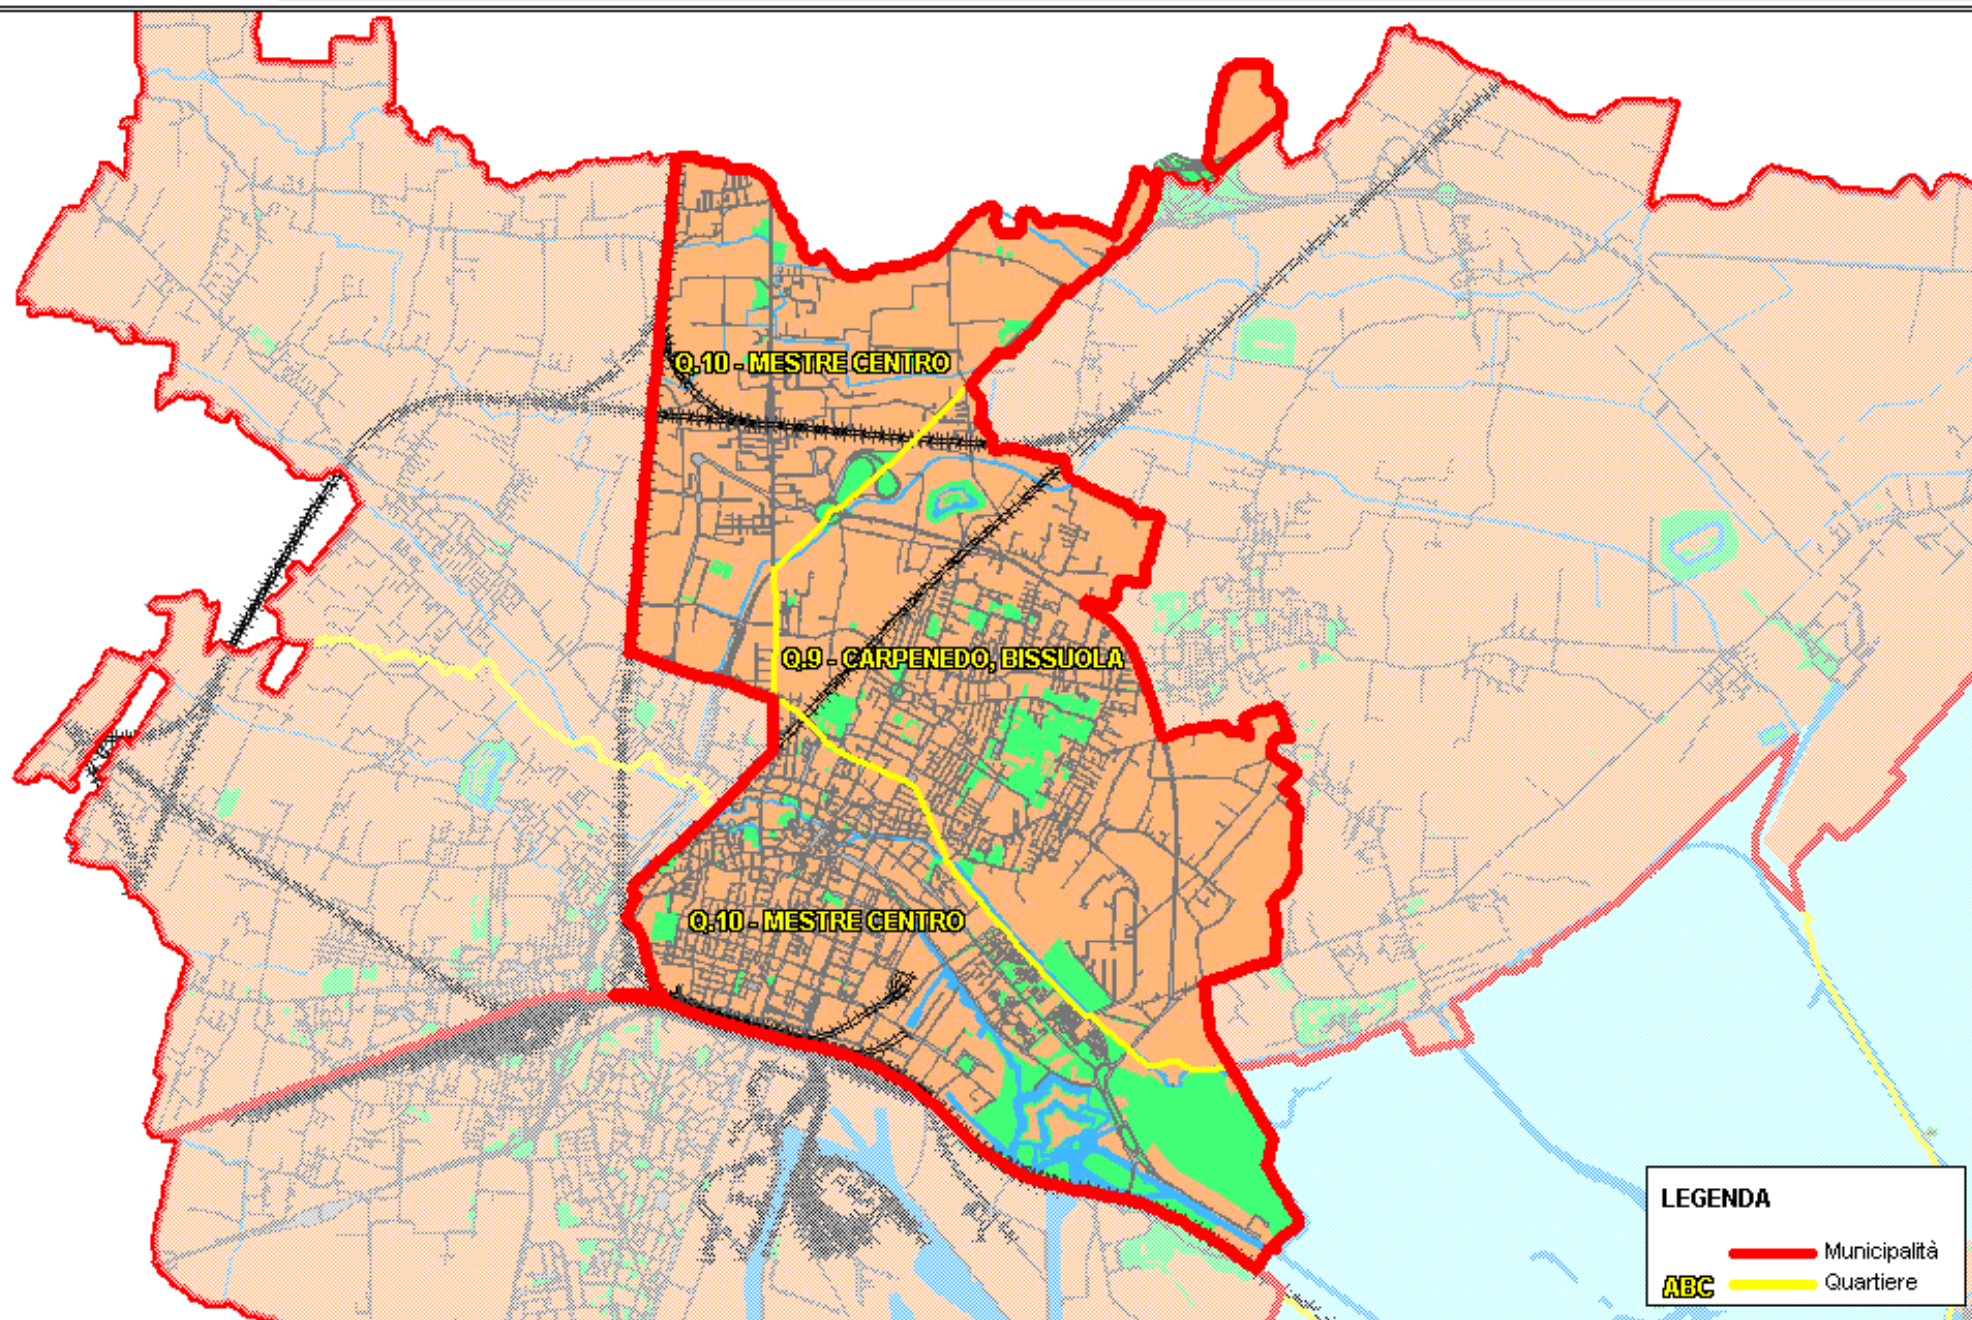 Q.10 - MESTRE CENTRO
Q.9 - CARPENEDO, BISSUOLA
Q.10 - MESTRE CENTRO
LEGENDA
Municipalità
ABC Quartiere